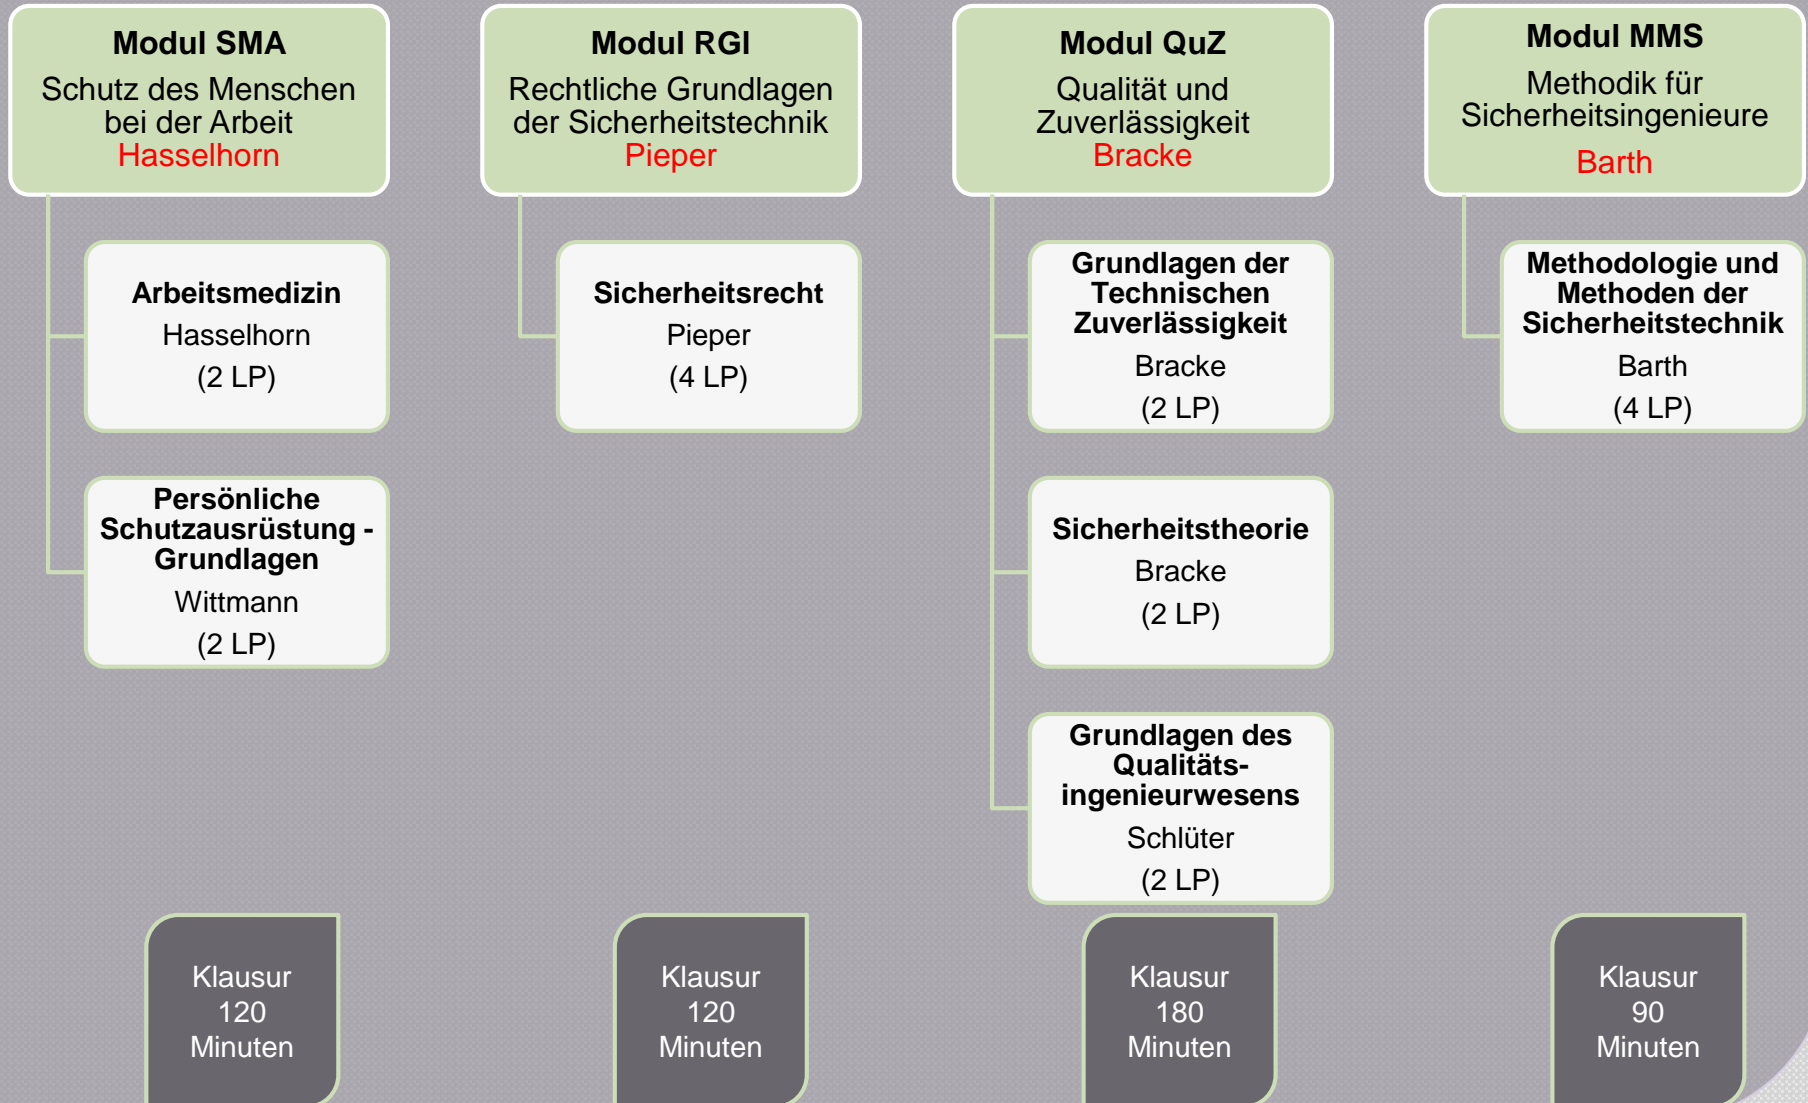 Modul SMA
Schutz des Menschen
bei der Arbeit
Hasselhorn
Arbeitsmedizin
Hasselhorn
(2 LP)
Persönliche
Schutzausrüstung -
Grundlagen
Wittmann
(2 LP)
Klausur
120
Minuten
Modul RGI
Rechtliche Grundlagen
der Sicherheitstechnik
Pieper
Sicherheitsrecht
Pieper
(4 LP)
Klausur
120
Minuten
Modul QuZ
Qualität und
Zuverlässigkeit
Bracke
Grundlagen der
Technischen
Zuverlässigkeit
Bracke
(2 LP)
Sicherheitstheorie
Bracke
(2 LP)
Grundlagen des
Qualitäts-
ingenieurwesens
Schlüter
(2 LP)
Klausur
180
Minuten
Modul MMS
Methodik für
Sicherheitsingenieure
Barth
Methodologie und
Methoden der
Sicherheitstechnik
Barth
(4 LP)
Klausur
90
Minuten